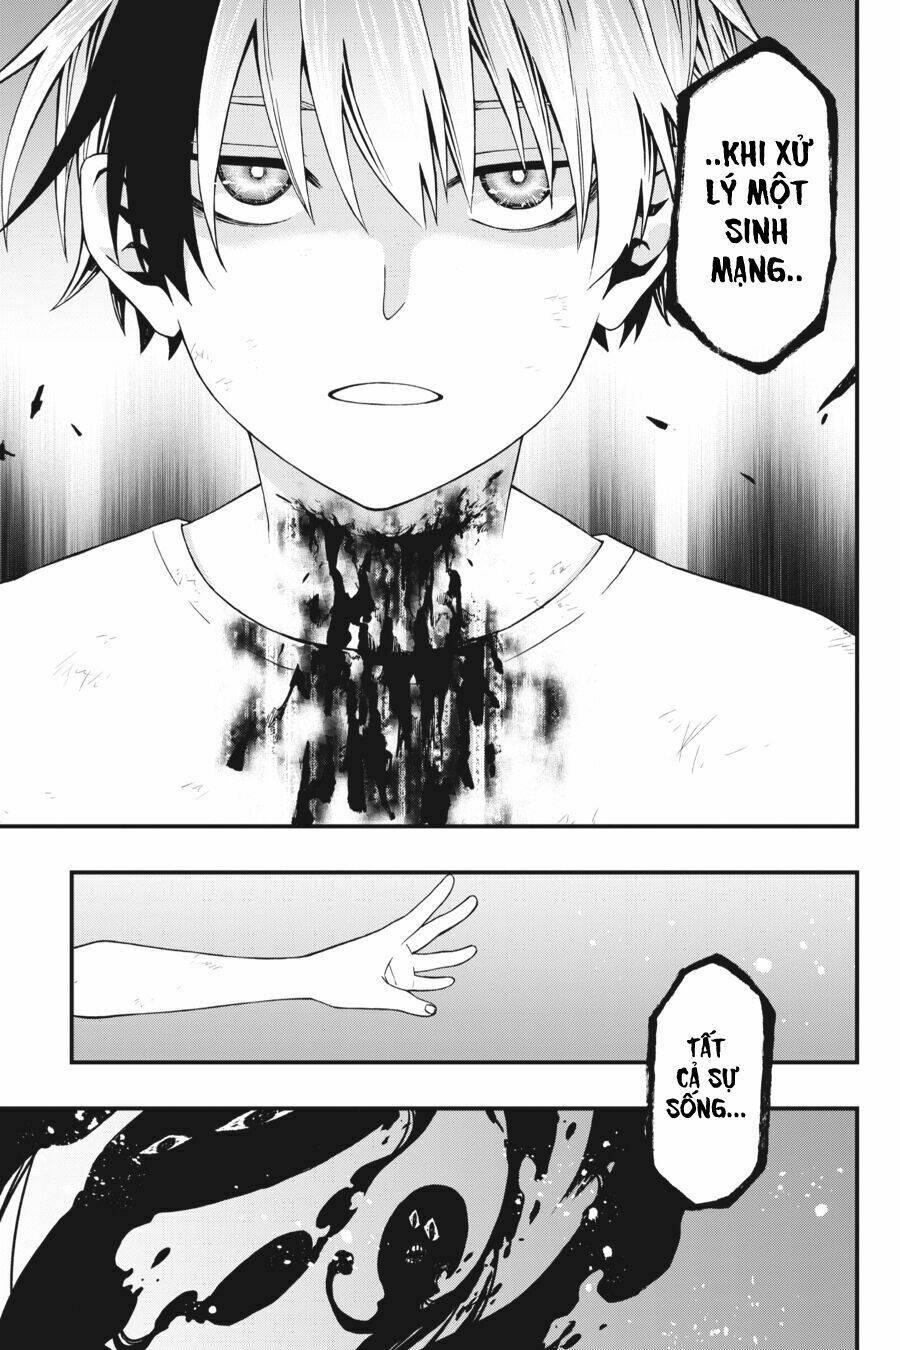 ..KHI XỬ
LÝ MỘT
SINH
MẠNG..
TẤT
CẢ SỰ
SỐNG...